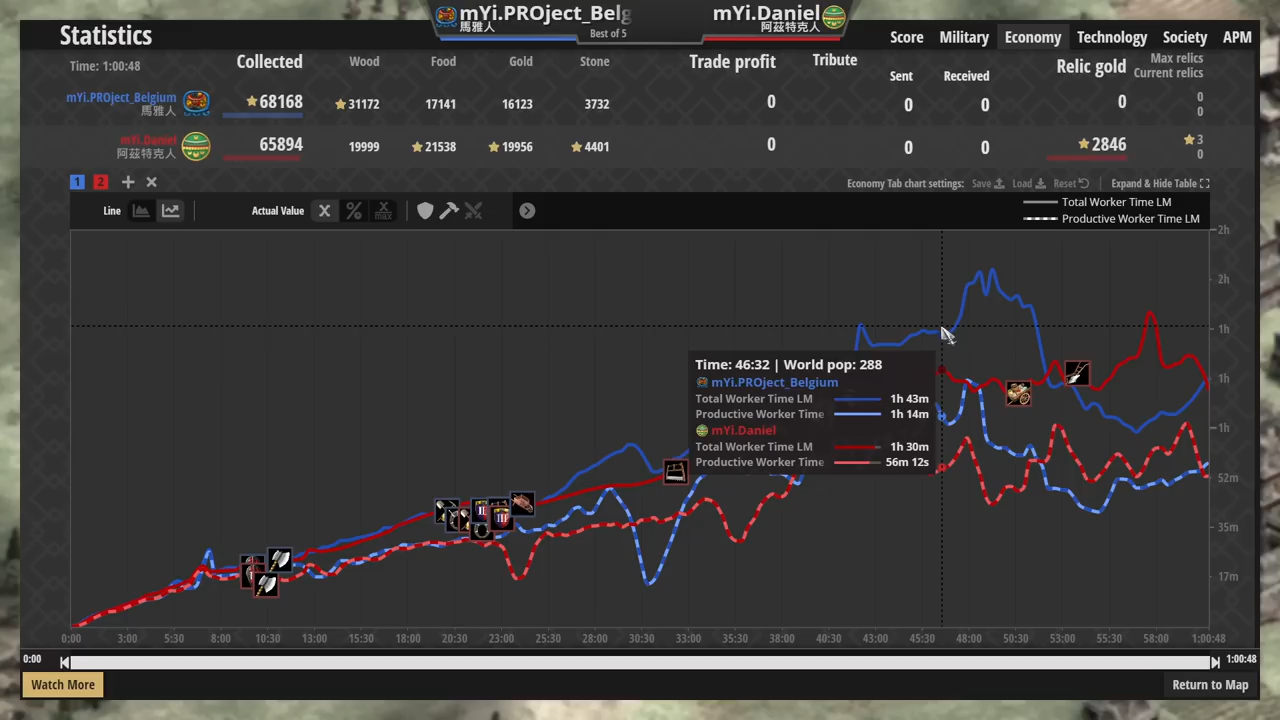 mYi.PROject_Belg
馬雅人
Best of 5
mYi.Daniel
阿茲特克人
Statistics
Score Military Economy Technology Society APM
Time: 1:00:48
Collected Wood Food Gold Stone Trade profit Tribute Sent Received Relic gold Max relics
Current relics
mYi.PROject_Belgium 68168 31172 17141 16123 3732 0 0 0 0 0
馬雅人 0
mYi.Daniel 65894 19999 21538 19956 4401 0 0 0 2846 3
阿茲特克人 0
1 2 + ×
Economy Tab chart settings: Save Load Reset Expand & Hide Table
Line Actual Value X % X/max
Total Worker Time LM
Productive Worker Time LM
2h
2h
1h
1h
1h
52m
35m
17m
Time: 46:32 | World pop: 288
mYi.PROject_Belgium
Total Worker Time LM 1h 43m
Productive Worker Time 1h 14m
mYi.Daniel
Total Worker Time LM 1h 30m
Productive Worker Time 56m 12s
0:00 3:00 5:30 8:00 10:30 13:00 15:30 18:00 20:30 23:00 25:30 28:00 30:30 33:00 35:30 38:00 40:30 43:00 45:30 48:00 50:30 53:00 55:30 58:00 1:00:48
0:00 1:00:48
Watch More Return to Map